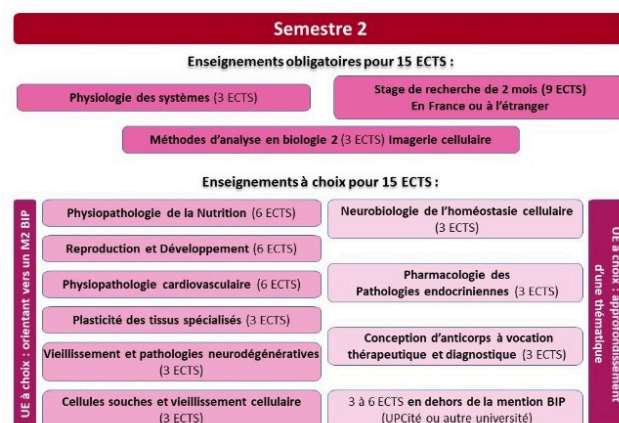 Semestre 2
Enseignements obligatoires pour 15 ECTS :
Physiologie des systèmes (3 ECTS)
Stage de recherche de 2 mois (9 ECTS)
En France ou à l'étranger
Méthodes d'analyse en biologie 2 (3 ECTS) Imagerie cellulaire
Enseignements à choix pour 15 ECTS :
UE à choix : orientant vers un M2 BIP
Physiopathologie de la Nutrition (6 ECTS)
Reproduction et Développement (6 ECTS)
Physiopathologie cardiovasculaire (6 ECTS)
Plasticité des tissus spécialisés (3 ECTS)
Vieillissement et pathologies neurodégénératives
(3 ECTS)
Cellules souches et vieillissement cellulaire
(3 ECTS)
Neurobiologie de l'homéostasie cellulaire
(3 ECTS)
Pharmacologie des
Pathologies endocriniennes (3 ECTS)
Conception d'anticorps à vocation
thérapeutique et diagnostique (3 ECTS)
3 à 6 ECTS en dehors de la mention BIP
(UPCité ou autre université)
UE à choix : approfondissement
d'une thématique